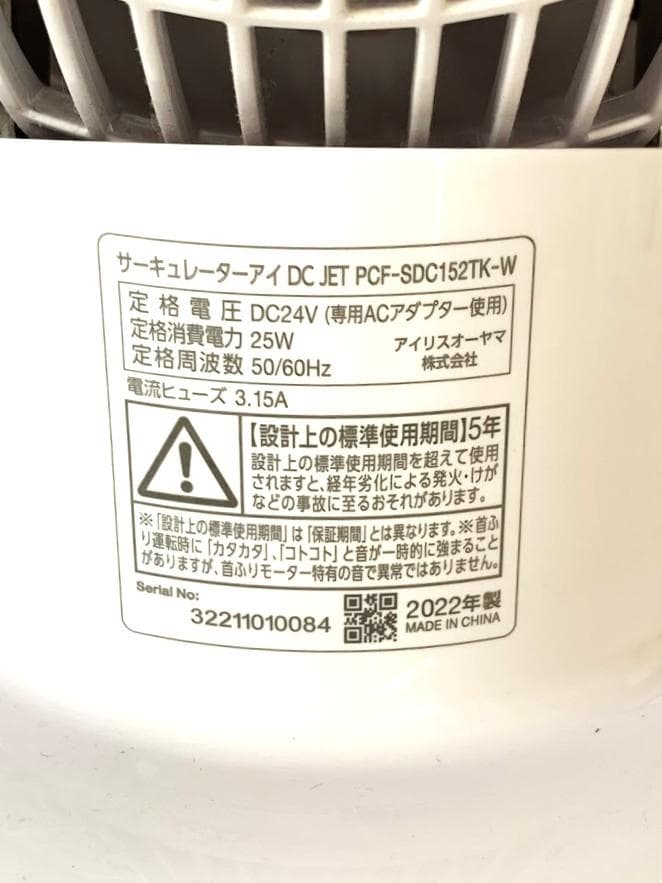 サーキュレーターアイ DC JET PCF-SDC152TK-W
定格電圧 DC24V (専用ACアダプター使用)
定格消費電力 25W
定格周波数 50/60Hz
アイリスオーヤマ
株式会社
電流ヒューズ 3.15A
【設計上の標準使用期間】5年
設計上の標準使用期間を超えて使用
されますと、経年劣化による発火・けが
などの事故に至るおそれがあります。
※「設計上の標準使用期間」は「保証期間」とは異なります。※首ふ
り運転時に「カタカタ」、「コトコト」と音が一時的に強まること
がありますが、首ふりモーター特有の音で異常ではありません。
Serial No:
32211010084
2022年製
MADE IN CHINA